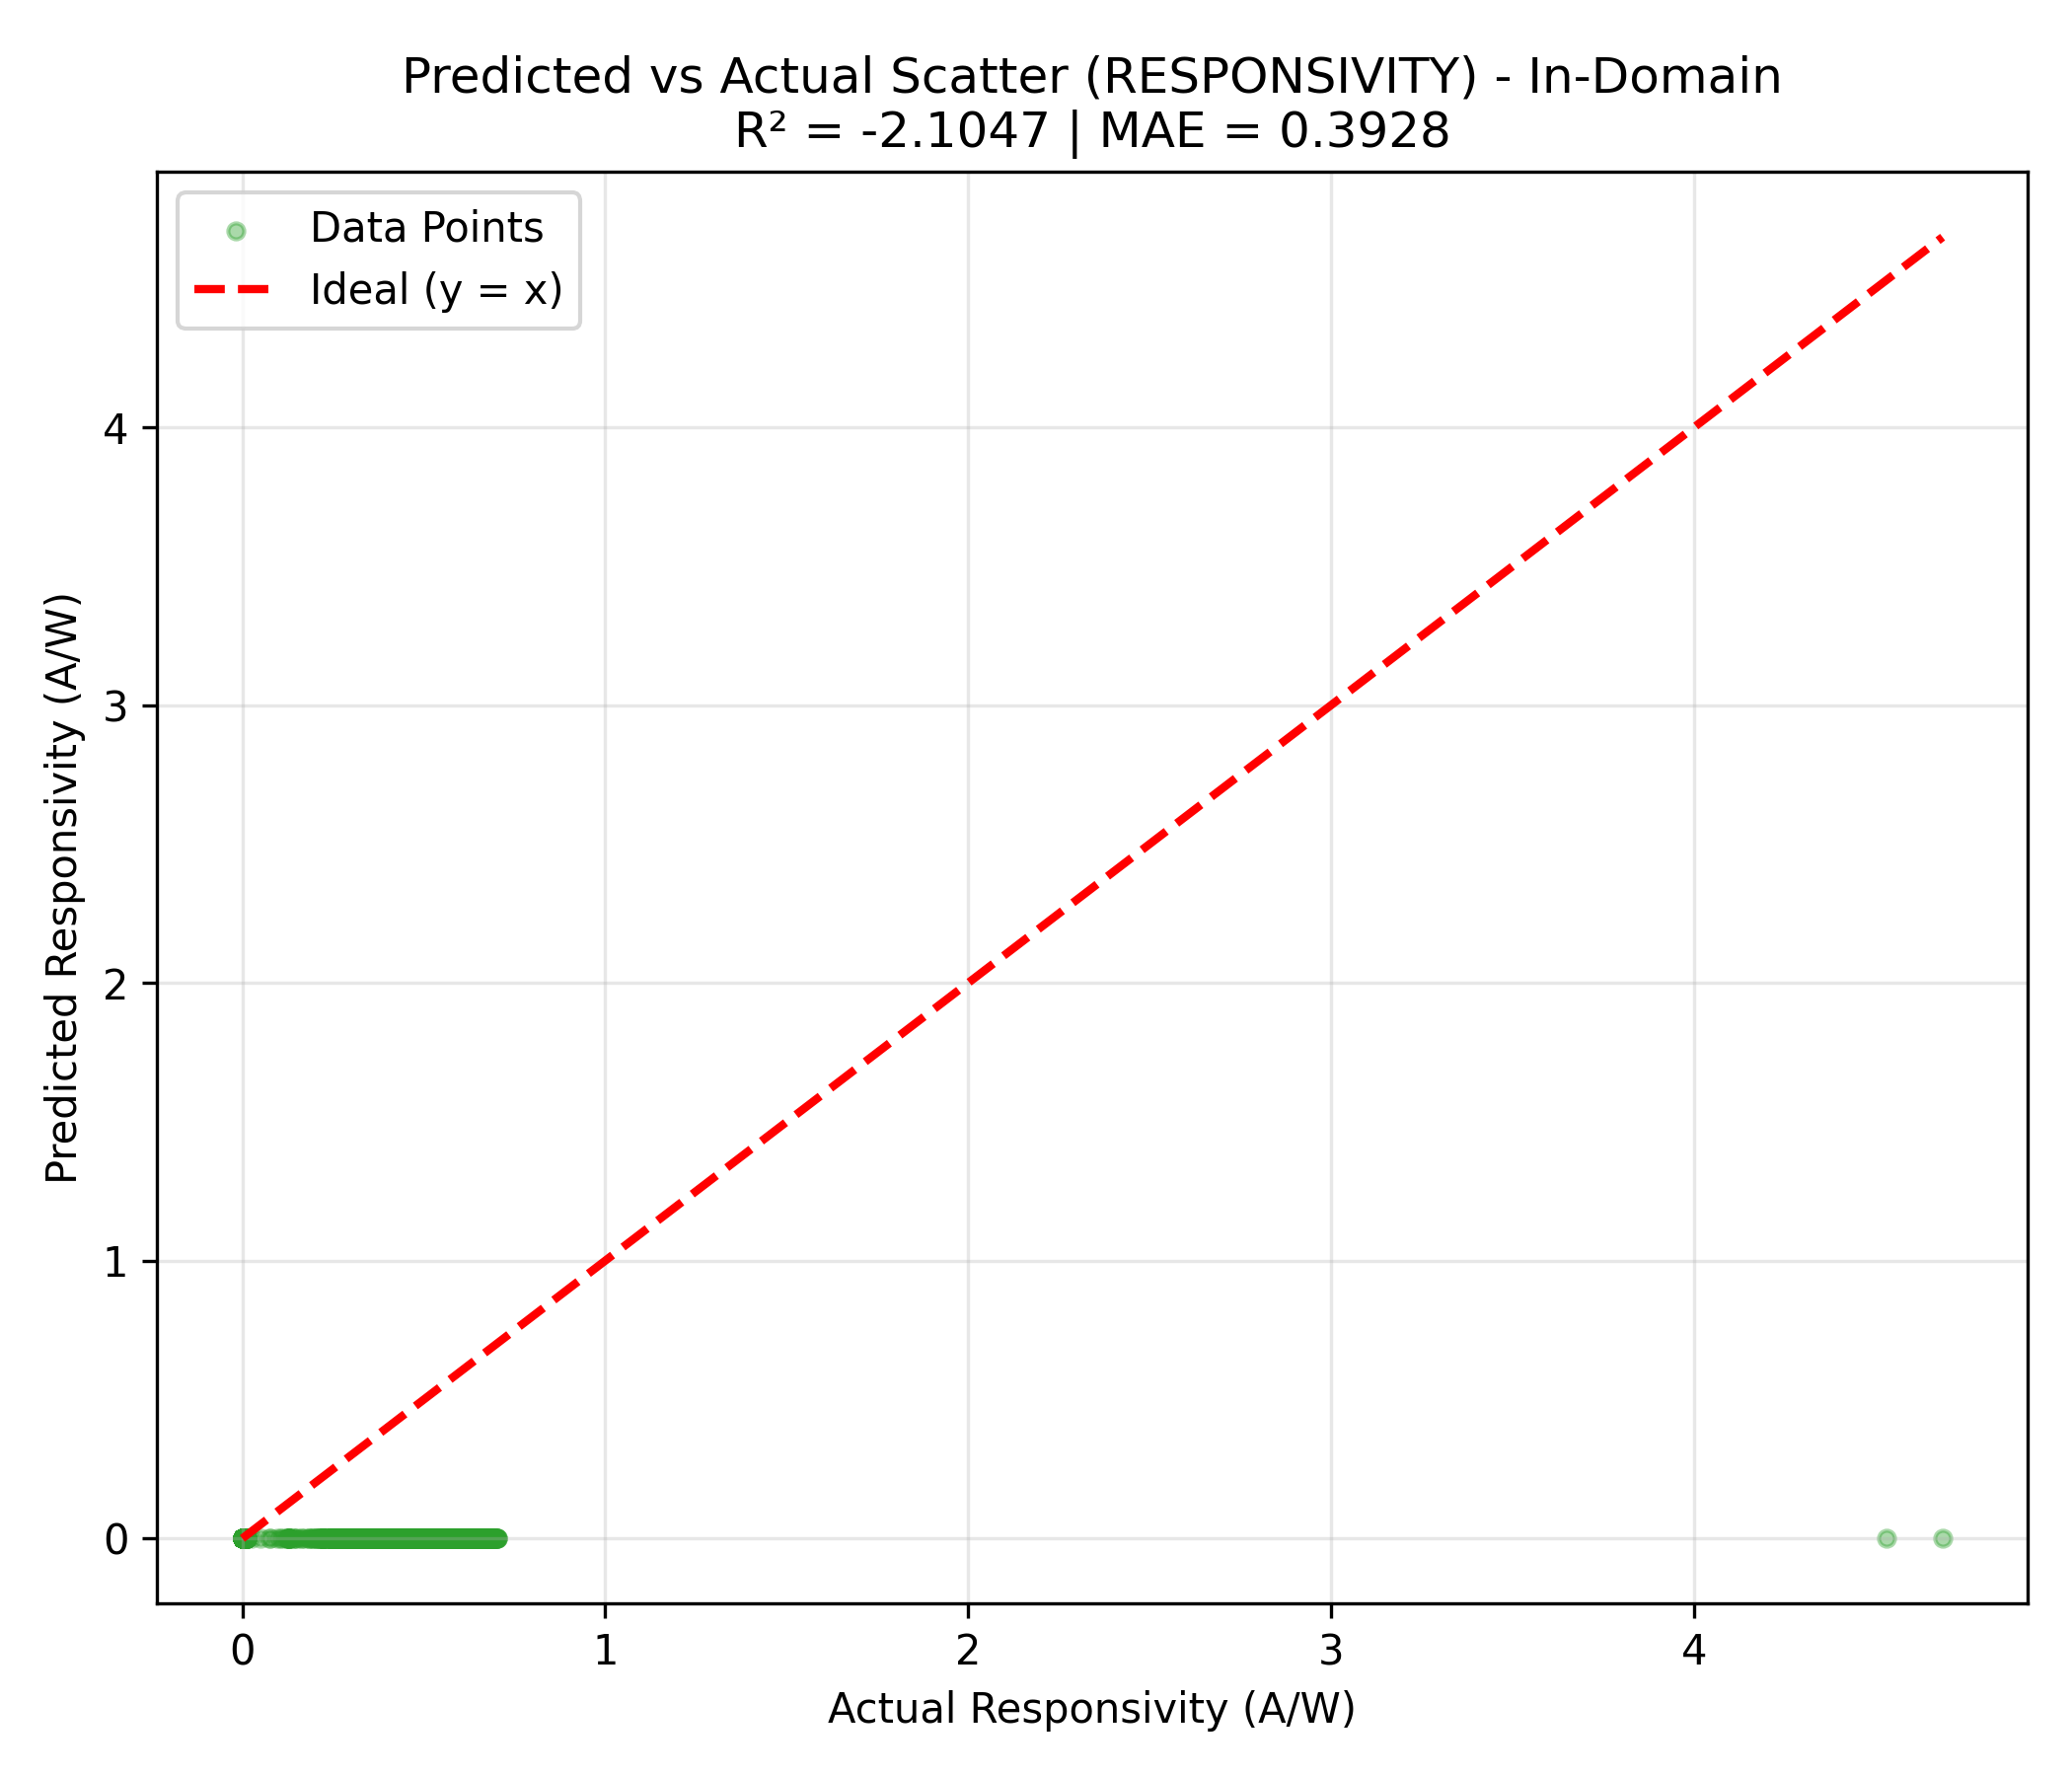 Predicted vs Actual Scatter (RESPONSIVITY) - In-Domain
R² = -2.1047 | MAE = 0.3928
Data Points
Ideal (y = x)
Predicted Responsivity (A/W)
4
3
2
1
0
0
1
2
3
4
Actual Responsivity (A/W)